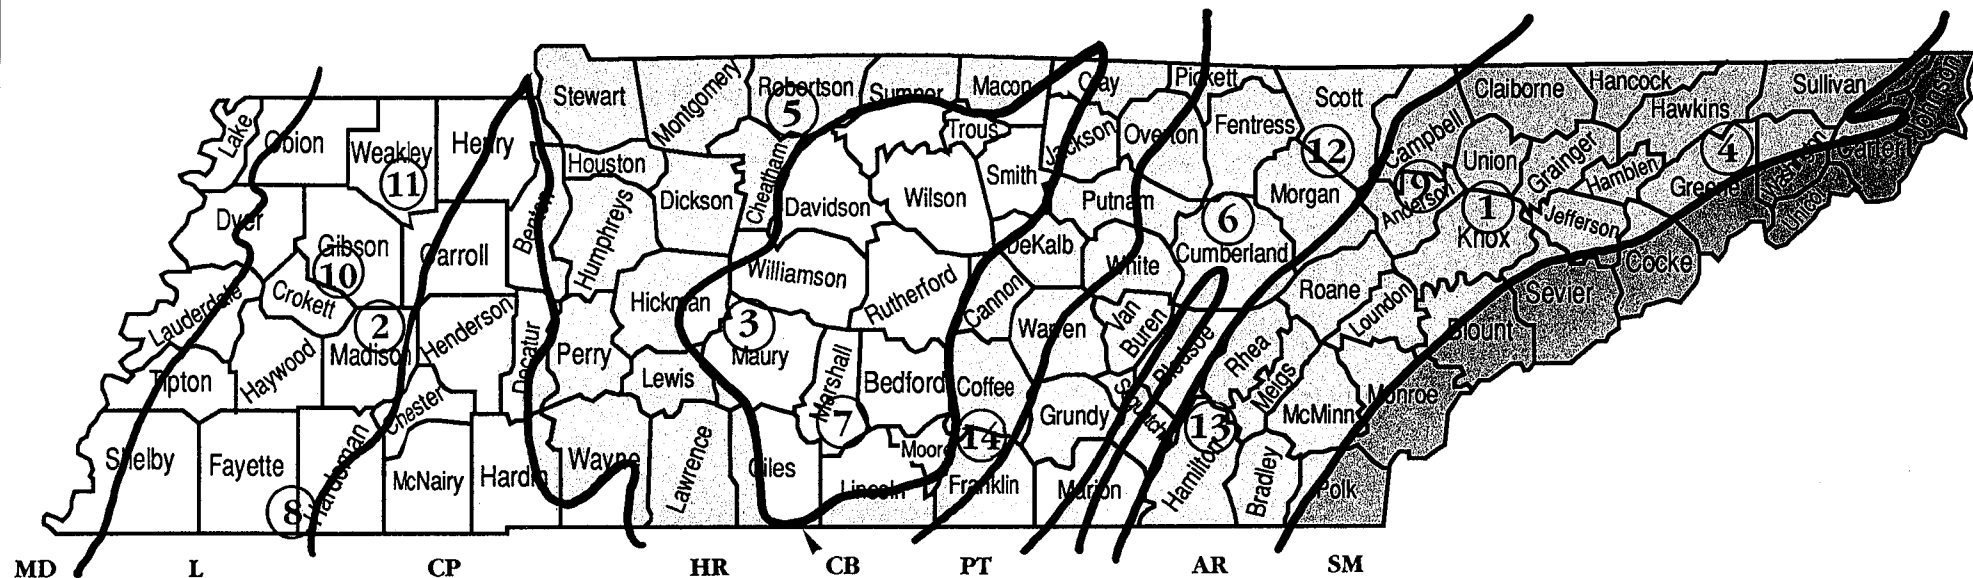 Stewart
Montgomery
Robertson
5
Sumner
Macon
Clay
Pickett
Scott
Claiborne
Hancock
Hawkins
Sullivan
Johnson
Lake
Obion
Weakley
11
Henry
Houston
Cheatham
Trous
Jackson
Overton
Fentress
12
Campbell
Union
Grainger
Hamblen
4
Greene
Washington
Carter
Unicoi
Dyer
Gibson
10
Carroll
Benton
Humphreys
Dickson
Davidson
Wilson
Smith
Putnam
6
Cumberland
Morgan
9
Anderson
1
Knox
Jefferson
Cocke
Sevier
Lauderdale
Crockett
2
Madison
Henderson
Decatur
Perry
Hickman
Williamson
3
Maury
Rutherford
DeKalb
Cannon
White
Warren
Van
Buren
Bledsoe
Rhea
Roane
Loundon
Blount
Tipton
Haywood
Chester
Lewis
Marshall
Bedford
Coffee
Grundy
Sequatchi
Meigs
McMinn
Monroe
Shelby
Fayette
8
Hardeman
McNairy
Hardin
Wayne
Lawrence
Giles
7
Lincoln
Moore
14
Franklin
Marion
13
Hamilton
Bradley
Polk
MD L CP HR CB PT AR SM